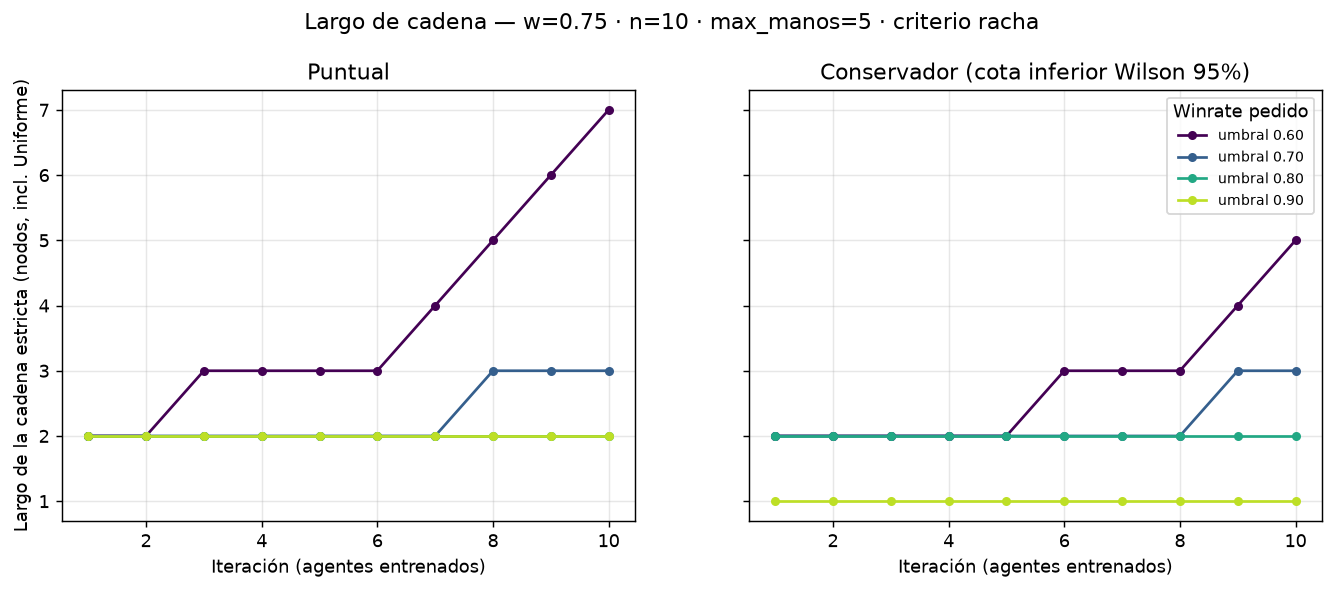 Largo de cadena — w=0.75 · n=10 · max_manos=5 · criterio racha
Puntual
Largo de la cadena estricta (nodos, incl. Uniforme)
7
6
5
4
3
2
1
2
4
6
8
10
Iteración (agentes entrenados)
Conservador (cota inferior Wilson 95%)
Winrate pedido
umbral 0.60
umbral 0.70
umbral 0.80
umbral 0.90
2
4
6
8
10
Iteración (agentes entrenados)